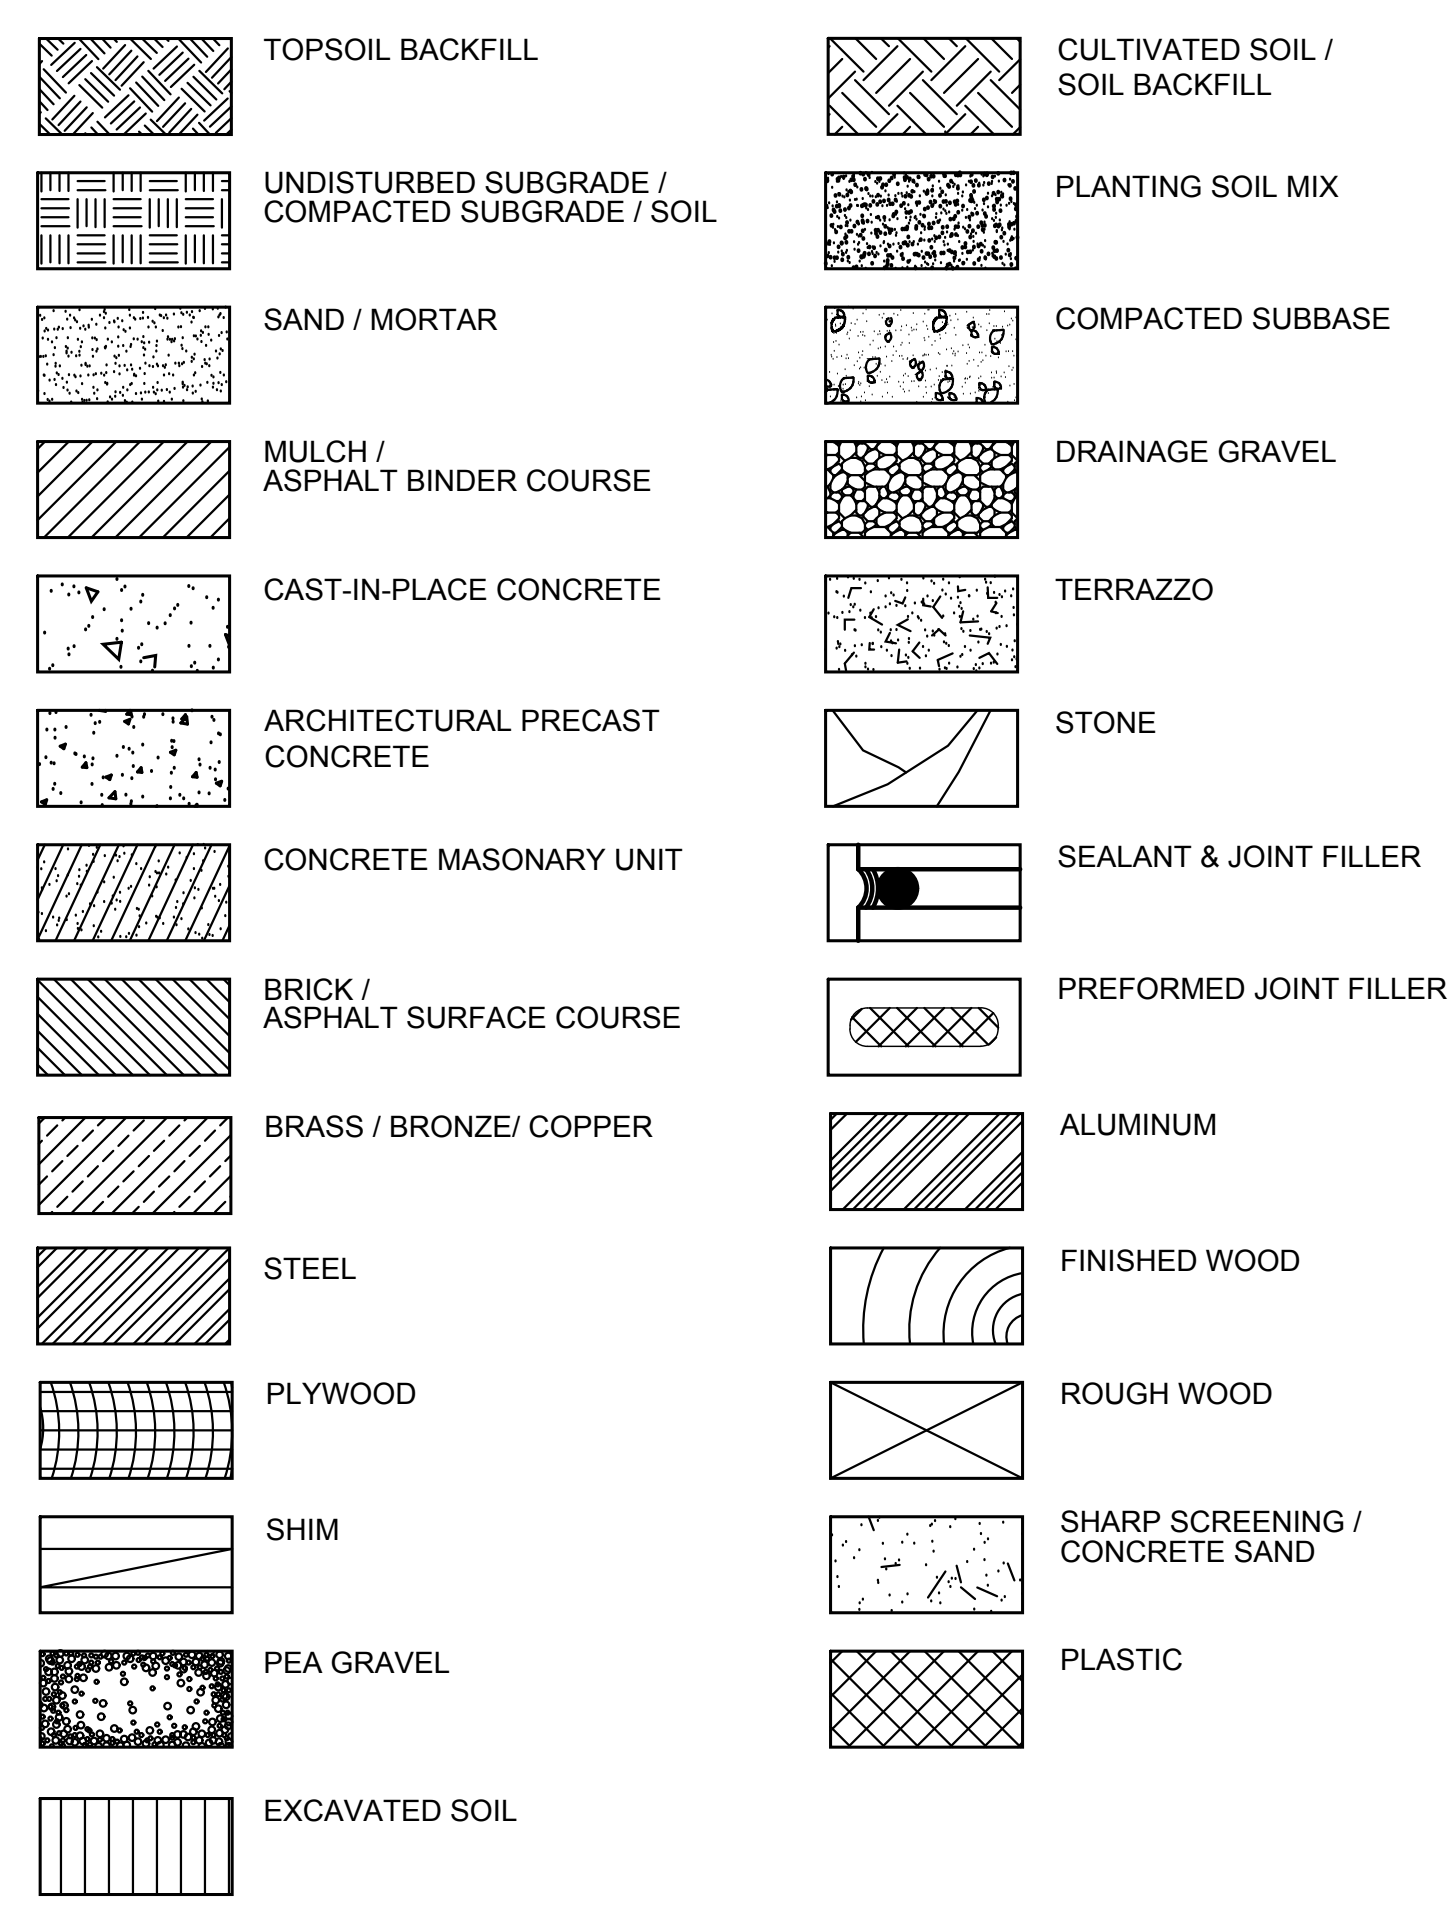 TOPSOIL BACKFILL
CULTIVATED SOIL /
SOIL BACKFILL
UNDISTURBED SUBGRADE /
COMPACTED SUBGRADE / SOIL
PLANTING SOIL MIX
SAND / MORTAR
COMPACTED SUBBASE
MULCH /
ASPHALT BINDER COURSE
DRAINAGE GRAVEL
CAST-IN-PLACE CONCRETE
TERRAZZO
ARCHITECTURAL PRECAST
CONCRETE
STONE
CONCRETE MASONARY UNIT
SEALANT & JOINT FILLER
BRICK /
ASPHALT SURFACE COURSE
PREFORMED JOINT FILLER
BRASS / BRONZE/ COPPER
ALUMINUM
STEEL
FINISHED WOOD
PLYWOOD
ROUGH WOOD
SHIM
SHARP SCREENING /
CONCRETE SAND
PEA GRAVEL
PLASTIC
EXCAVATED SOIL